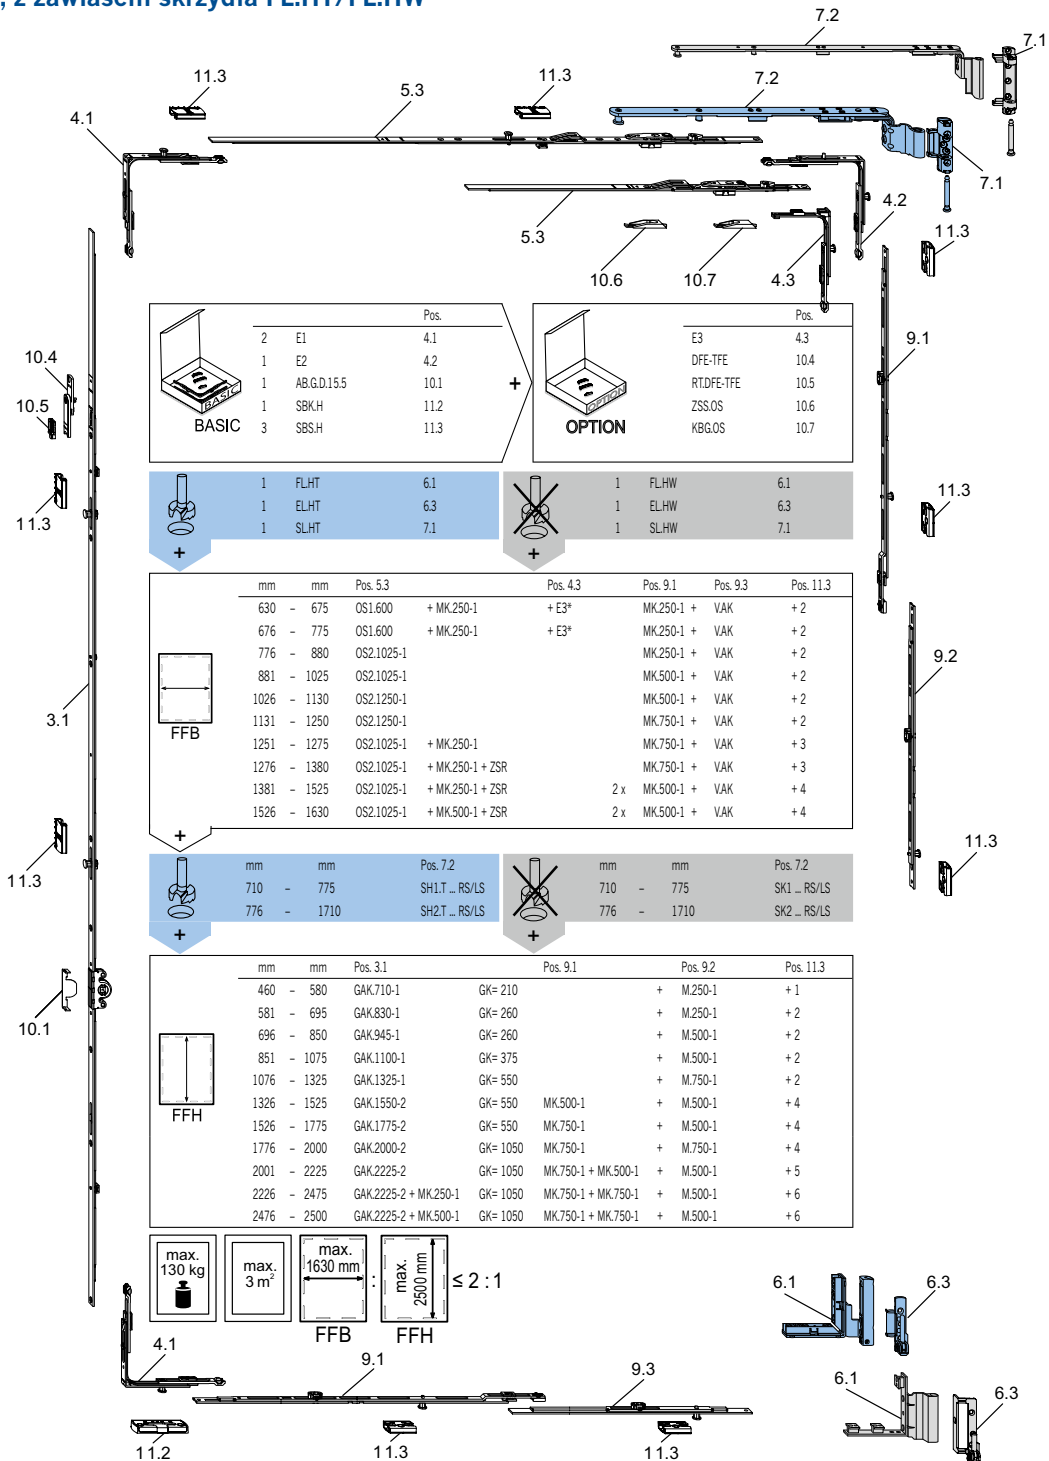 , z zawiasem skrzydła FL.HT/FL.HW
7.2
7.1
11.3
5.3
11.3
7.2
4.1
7.1
5.3
4.2
11.3
10.6
10.7
4.3
9.1
Pos.
2 E1 4.1
1 E2 4.2
1 AB.G.D.15.5 10.1
1 SBK.H 11.2
3 SBS.H 11.3
BASIC
BASIC
+
Pos.
E3 4.3
DFE-TFE 10.4
RT.DFE-TFE 10.5
ZSS.OS 10.6
KBG.OS 10.7
OPTION
OPTION
10.4
10.5
11.3
11.3
1 FL.HT 6.1
1 EL.HT 6.3
1 SL.HT 7.1
+
1 FL.HW 6.1
1 EL.HW 6.3
1 SL.HW 7.1
+
mm mm Pos. 5.3 Pos. 4.3 Pos. 9.1 Pos. 9.3 Pos. 11.3
630 – 675 OS1.600 + MK.250-1 + E3* MK.250-1 + V.AK + 2
676 – 775 OS1.600 + MK.250-1 + E3* MK.250-1 + V.AK + 2
776 – 880 OS2.1025-1 MK.250-1 + V.AK + 2
881 – 1025 OS2.1025-1 MK.500-1 + V.AK + 2
1026 – 1130 OS2.1250-1 MK.500-1 + V.AK + 2
1131 – 1250 OS2.1250-1 MK.750-1 + V.AK + 2
1251 – 1275 OS2.1025-1 + MK.250-1 MK.750-1 + V.AK + 3
1276 – 1380 OS2.1025-1 + MK.250-1 + ZSR MK.750-1 + V.AK + 3
1381 – 1525 OS2.1025-1 + MK.250-1 + ZSR 2 x MK.500-1 + V.AK + 4
1526 – 1630 OS2.1025-1 + MK.500-1 + ZSR 2 x MK.500-1 + V.AK + 4
FFB
+
3.1
9.2
11.3
11.3
mm mm Pos. 7.2
710 – 775 SH1.T ... RS/LS
776 – 1710 SH2.T ... RS/LS
+
mm mm Pos. 7.2
710 – 775 SK1 ... RS/LS
776 – 1710 SK2 ... RS/LS
+
mm mm Pos. 3.1 Pos. 9.1 Pos. 9.2 Pos. 11.3
460 – 580 GAK.710-1 GK= 210 + M.250-1 + 1
581 – 695 GAK.830-1 GK= 260 + M.250-1 + 2
696 – 850 GAK.945-1 GK= 260 + M.500-1 + 2
851 – 1075 GAK.1100-1 GK= 375 + M.500-1 + 2
1076 – 1325 GAK.1325-1 GK= 550 + M.750-1 + 2
1326 – 1525 GAK.1550-2 GK= 550 MK.500-1 + M.500-1 + 4
1526 – 1775 GAK.1775-2 GK= 550 MK.750-1 + M.500-1 + 4
1776 – 2000 GAK.2000-2 GK= 1050 MK.750-1 + M.750-1 + 4
2001 – 2225 GAK.2225-2 GK= 1050 MK.750-1 + MK.500-1 + M.500-1 + 5
2226 – 2475 GAK.2225-2 + MK.250-1 GK= 1050 MK.750-1 + MK.750-1 + M.500-1 + 6
2476 – 2500 GAK.2225-2 + MK.500-1 GK= 1050 MK.750-1 + MK.750-1 + M.500-1 + 6
FFH
10.1
max.
130 kg
max.
3 m²
max.
1630 mm
FFB
:
max.
2500 mm
FFH
≤ 2 : 1
6.1
6.3
4.1
9.1
9.3
6.1
6.3
11.2
11.3
11.3